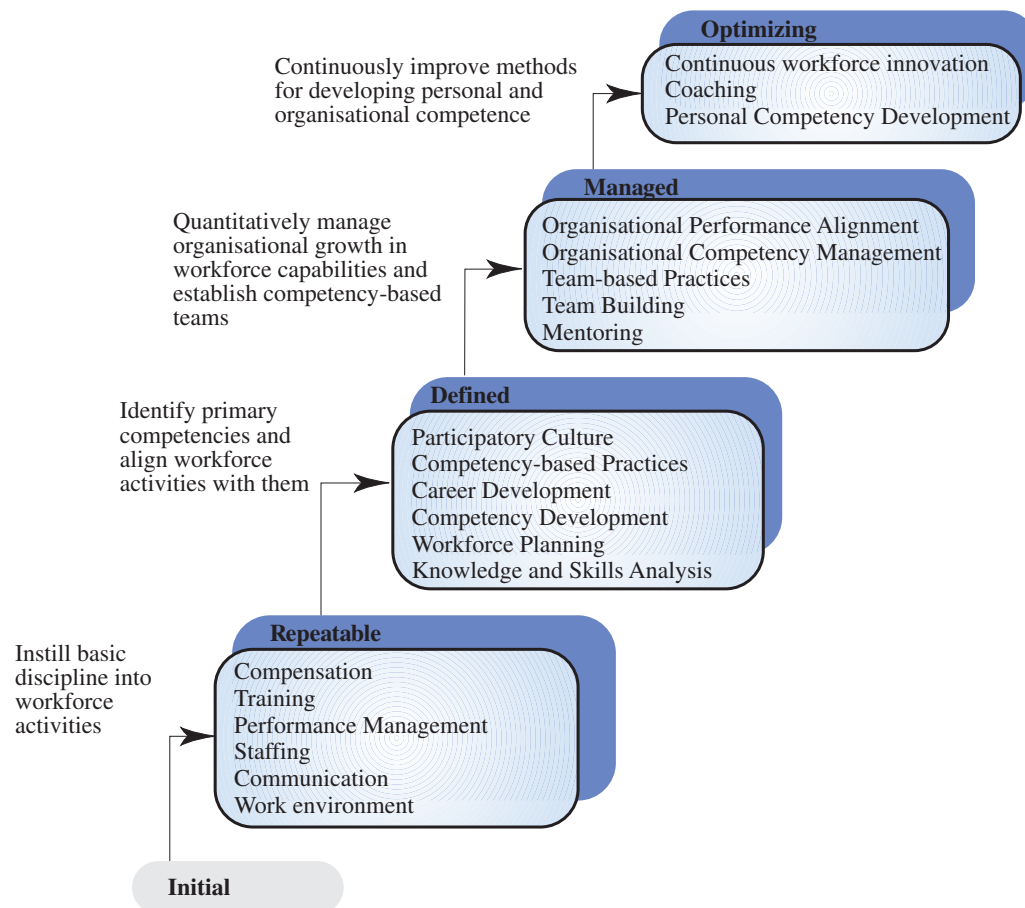 Optimizing
Continuous workforce innovation
Coaching
Personal Competency Development
Continuously improve methods
for developing personal and
organisational competence
Managed
Organisational Performance Alignment
Organisational Competency Management
Team-based Practices
Team Building
Mentoring
Quantitatively manage
organisational growth in
workforce capabilities and
establish competency-based
teams
Defined
Participatory Culture
Competency-based Practices
Career Development
Competency Development
Workforce Planning
Knowledge and Skills Analysis
Identify primary
competencies and
align workforce
activities with them
Repeatable
Compensation
Training
Performance Management
Staffing
Communication
Work environment
Instill basic
discipline into
workforce
activities
Initial